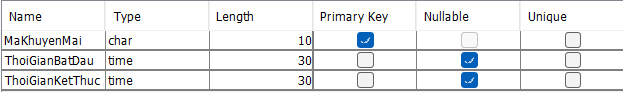 Name Type Length Primary Key Nullable Unique
MaKhuyenMai char 10
ThoiGianBatDau time 30
ThoiGianKetThuc time 30